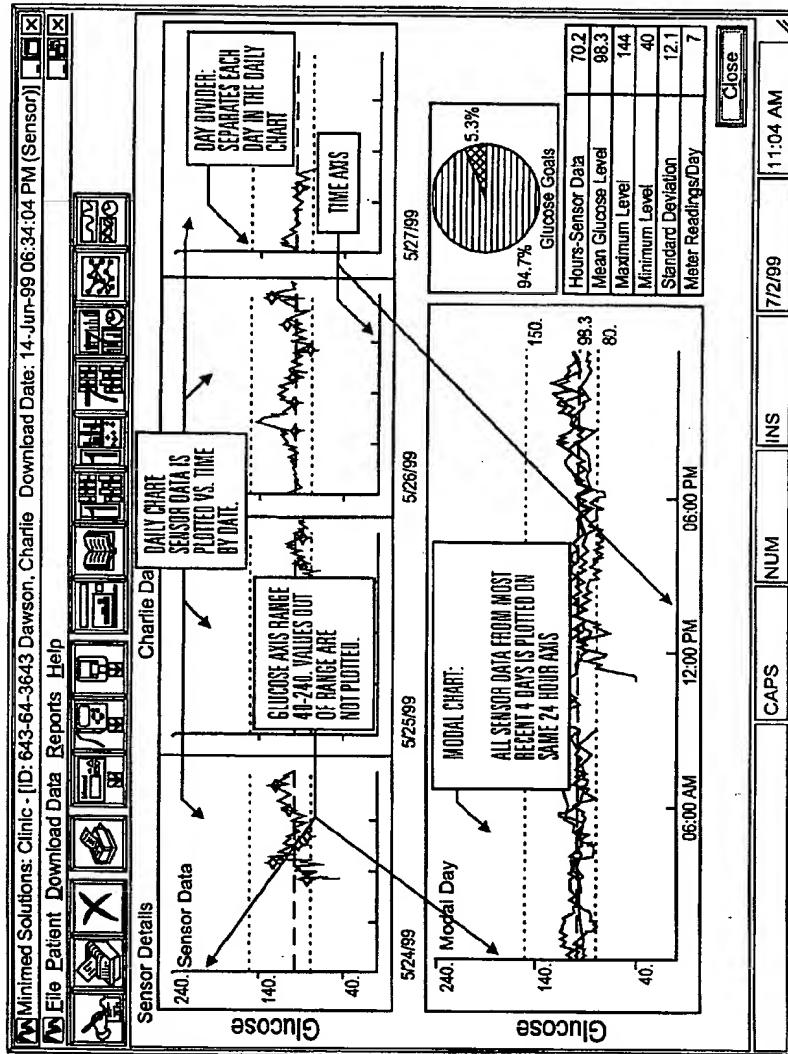 Minimed Solutions: Clinic - [ID: 643-64-3643 Dawson, Charlie Download Date: 14-Jun-99 06:34:04 PM (Sensor)]
File Patient Download Data Reports Help
Sensor Details
Charlie Da
Sensor Data
240.
140.
40.
Glucose
5/24/99
5/25/99
5/26/99
5/27/99
DAILY CHART
SENSOR DATA IS
PLOTTED VS. TIME
BY DATE.
DAY DIVIDER:
SEPARATES EACH
DAY IN THE DAILY
CHART
GLUCOSE AXIS RANGE
40-240. VALUES OUT
OF RANGE ARE
NOT PLOTTED.
TIME AXIS
Modal Day
240.
140.
40.
Glucose
MODAL CHART:
ALL SENSOR DATA FROM MOST
RECENT 4 DAYS IS PLOTTED ON
SAME 24 HOUR AXIS
150.
98.3
80.
06:00 AM
12:00 PM
06:00 PM
94.7%
5.3%
Glucose Goals
Hours-Sensor Data 70.2
Mean Glucose Level 98.3
Maximum Level 144
Minimum Level 40
Standard Deviation 12.1
Meter Readings/Day 7
Close
CAPS NUM INS 7/2/99 11:04 AM